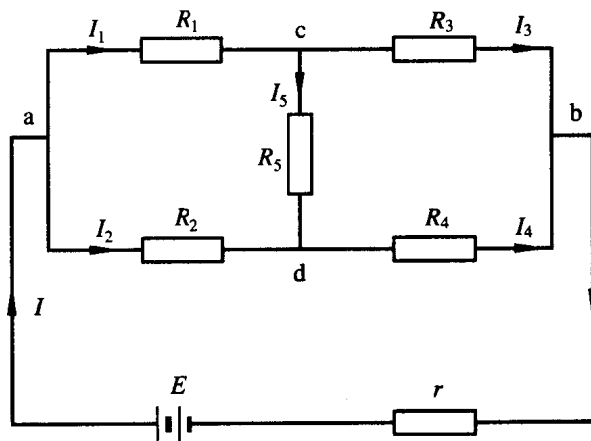 I₁ R₁ c R₃ I₃
a I₅ b
R₅
I₂ R₂ R₄ I₄
d
I
E r